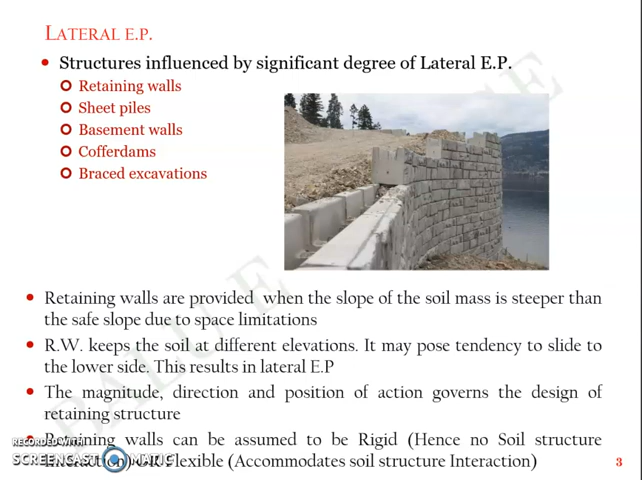 LATERAL E.P.
Structures influenced by significant degree of Lateral E.P.
Retaining walls
Sheet piles
Basement walls
Cofferdams
Braced excavations
Retaining walls are provided when the slope of the soil mass is steeper than
the safe slope due to space limitations
R.W. keeps the soil at different elevations. It may pose tendency to slide to
the lower side. This results in lateral E.P
The magnitude, direction and position of action governs the design of
retaining structure
Retaining walls can be assumed to be Rigid (Hence no Soil structure
RECORDED WITH
Flexible (Accommodates soil structure Interaction)
SCREENCAST MATIC
3